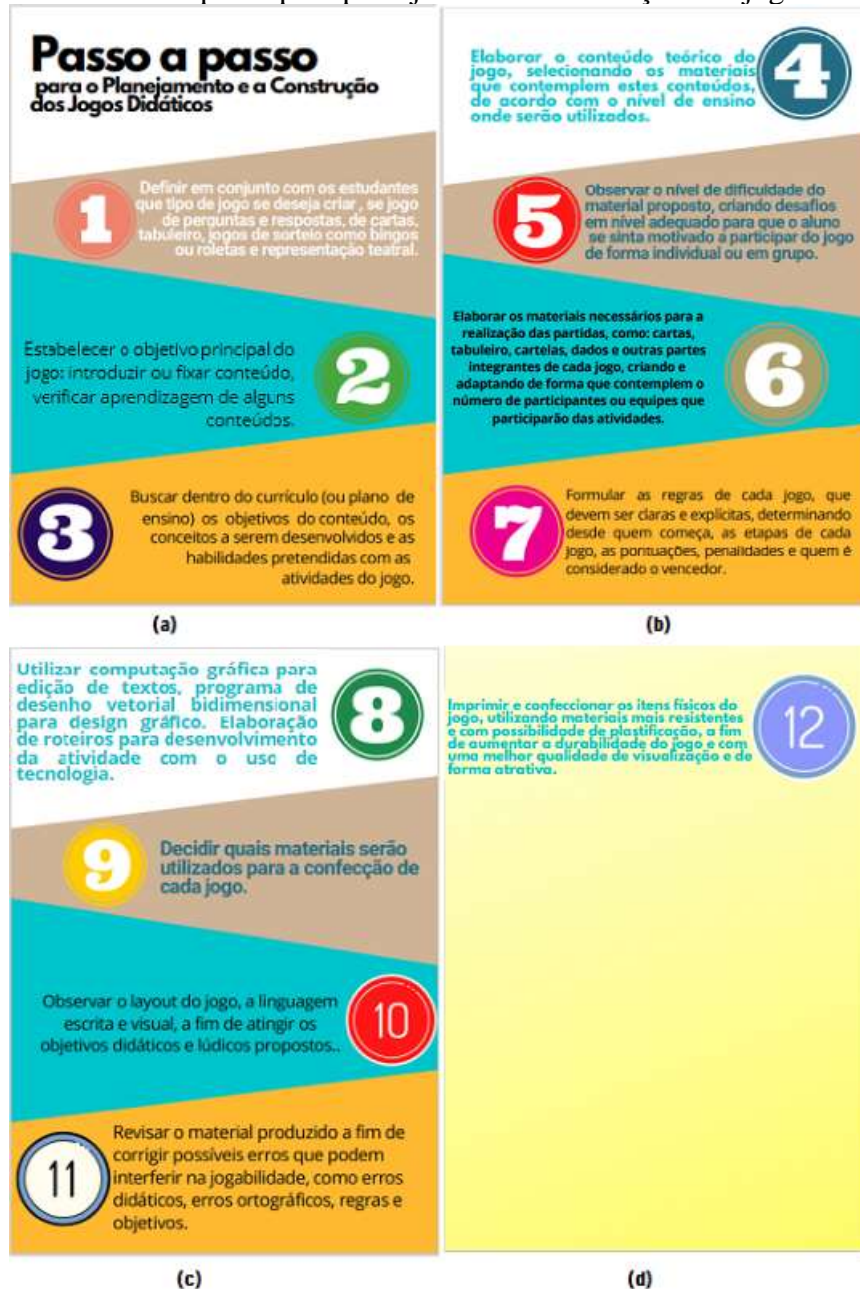 Passo a passo
para o Planejamento e a Construção
dos Jogos Didáticos
1
Definir em conjunto com os estudantes
que tipo de jogo se deseja criar , se jogo
de perguntas e respostas, de cartas,
tabuleiro, jogos de sorteio como bingos
ou roletas e representação teatral.
Estabelecer o objetivo principal do
jogo: introduzir ou fixar conteúdo,
verificar aprendizagem de alguns
conteúdos.
2
3
Buscar dentro do currículo (ou plano de
ensino) os objetivos do conteúdo, os
conceitos a serem desenvolvidos e as
habilidades pretendidas com as
atividades do jogo.
(a)
Elaborar o conteúdo teórico do
jogo, selecionando os materiais
que contemplem estes conteúdos,
de acordo com o nível de ensino
onde serão utilizados.
4
5
Observar o nível de dificuldade do
material proposto, criando desafios
em nível adequado para que o aluno
se sinta motivado a participar do jogo
de forma individual ou em grupo.
Elaborar os materiais necessários para a
realização das partidas, como: cartas,
tabuleiro, cartelas, dados e outras partes
integrantes de cada jogo, criando e
adaptando de forma que contemplem o
número de participantes ou equipes que
participarão das atividades.
6
7
Formular as regras de cada jogo, que
devem ser claras e explícitas, determinando
desde quem começa, as etapas de cada
jogo, as pontuações, penalidades e quem é
considerado o vencedor.
(b)
Utilizar computação gráfica para
edição de textos, programa de
desenho vetorial bidimensional
para design gráfico. Elaboração
de roteiros para desenvolvimento
da atividade com o uso de
tecnologia.
8
9
Decidir quais materiais serão
utilizados para a confecção de
cada jogo.
Observar o layout do jogo, a linguagem
escrita e visual, a fim de atingir os
objetivos didáticos e lúdicos propostos..
10
11
Revisar o material produzido a fim de
corrigir possíveis erros que podem
interferir na jogabilidade, como erros
didáticos, erros ortográficos, regras e
objetivos.
(c)
Imprimir e confeccionar os itens físicos do
jogo, utilizando materiais mais resistentes
e com possibilidade de plastificação, a fim
de aumentar a durabilidade do jogo e com
uma melhor qualidade de visualização e de
forma atrativa.
12
(d)